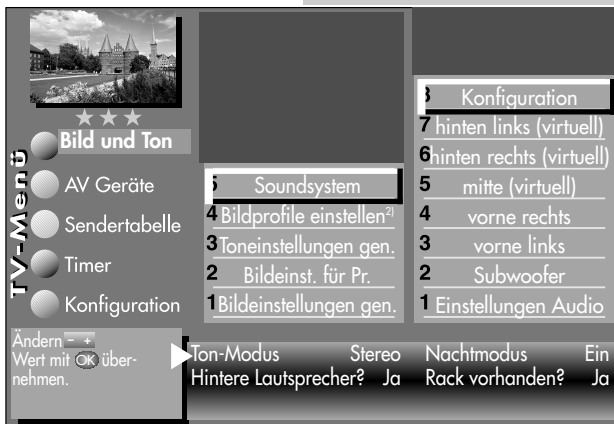 TV-Menü
Bild und Ton
AV Geräte
Sendertabelle
Timer
Konfiguration
5 Soundsystem
4 Bildprofile einstellen²⁾
3 Toneinstellungen gen.
2 Bildeinst. für Pr.
1 Bildeinstellungen gen.
8 Konfiguration
7 hinten links (virtuell)
6 hinten rechts (virtuell)
5 mitte (virtuell)
4 vorne rechts
3 vorne links
2 Subwoofer
1 Einstellungen Audio
Ändern - +
Wert mit OK über-
nehmen.
Ton-Modus Stereo Nachtmodus Ein
Hintere Lautsprecher? Ja Rack vorhanden? Ja